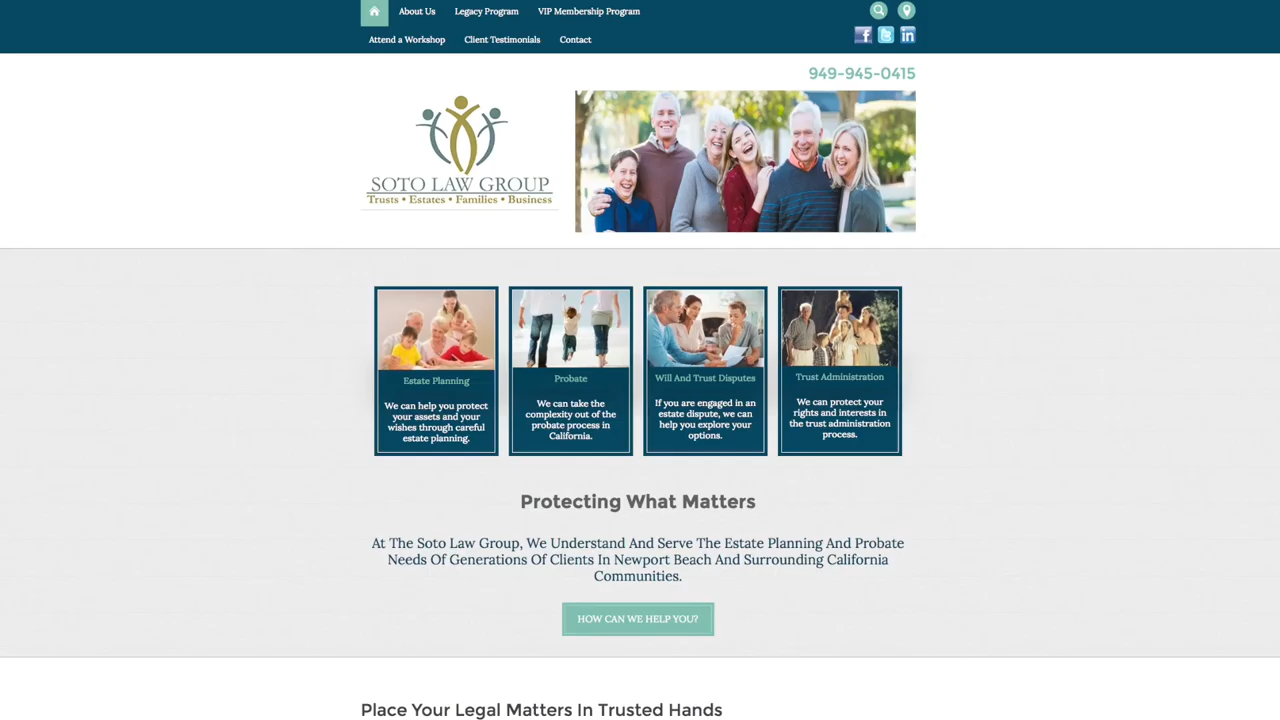 About Us
Legacy Program
VIP Membership Program
Attend a Workshop
Client Testimonials
Contact
949-945-0415
SOTO LAW GROUP
Trusts • Estates • Families • Business
Estate Planning
We can help you protect
your assets and your
wishes through careful
estate planning.
Probate
We can take the
complexity out of the
probate process in
California.
Will And Trust Disputes
If you are engaged in an
estate dispute, we can
help you explore your
options.
Trust Administration
We can protect your
rights and interests in
the trust administration
process.
Protecting What Matters
At The Soto Law Group, We Understand And Serve The Estate Planning And Probate
Needs Of Generations Of Clients In Newport Beach And Surrounding California
Communities.
HOW CAN WE HELP YOU?
Place Your Legal Matters In Trusted Hands